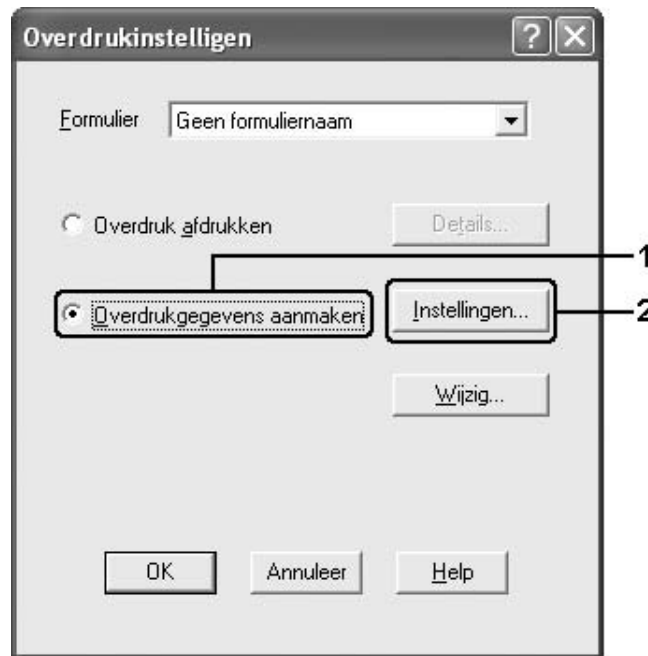 Overdrukinstelligen
Formulier Geen formuliernaam
Overdruk afdrukken Details...
1
Overdrukgegevens aanmaken Instellingen...
2
Wijzig...
OK Annuleer Help